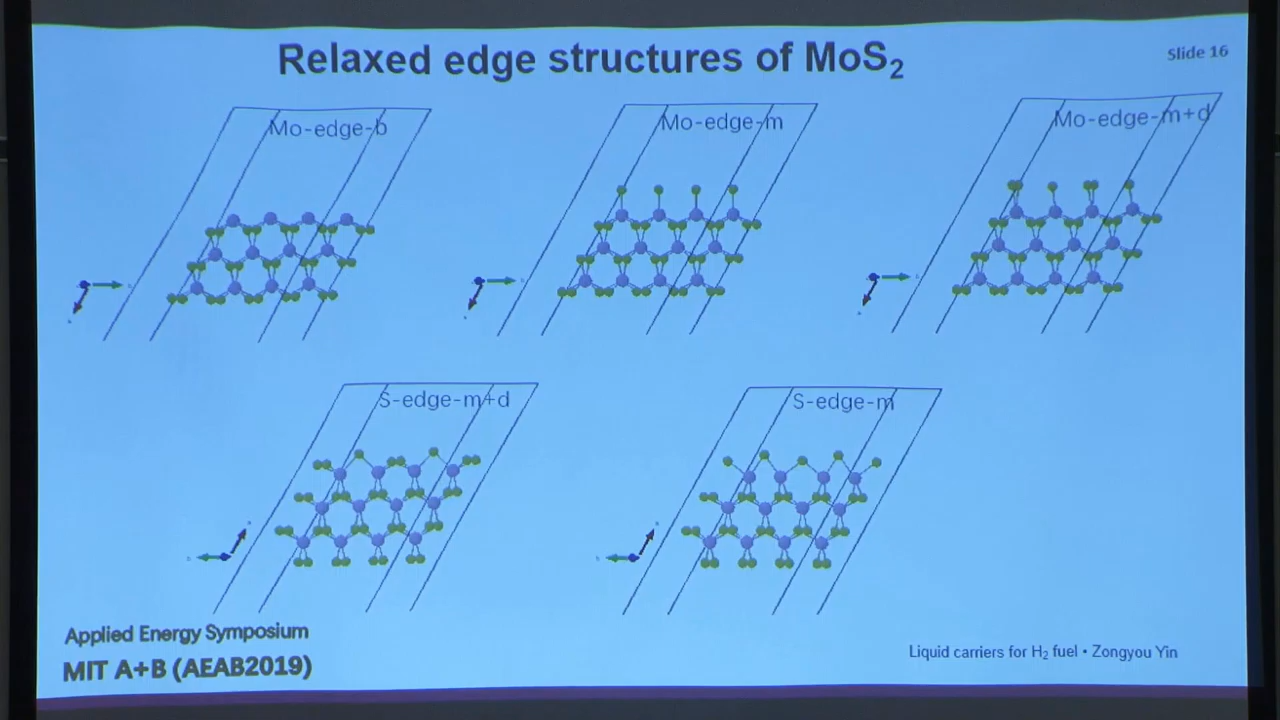 Relaxed edge structures of MoS₂
Slide 16
Mo-edge-b
Mo-edge-m
Mo-edge-m+d
S-edge-m+d
S-edge-m
Applied Energy Symposium
MIT A+B (AEAB2019)
Liquid carriers for H₂ fuel • Zongyou Yin